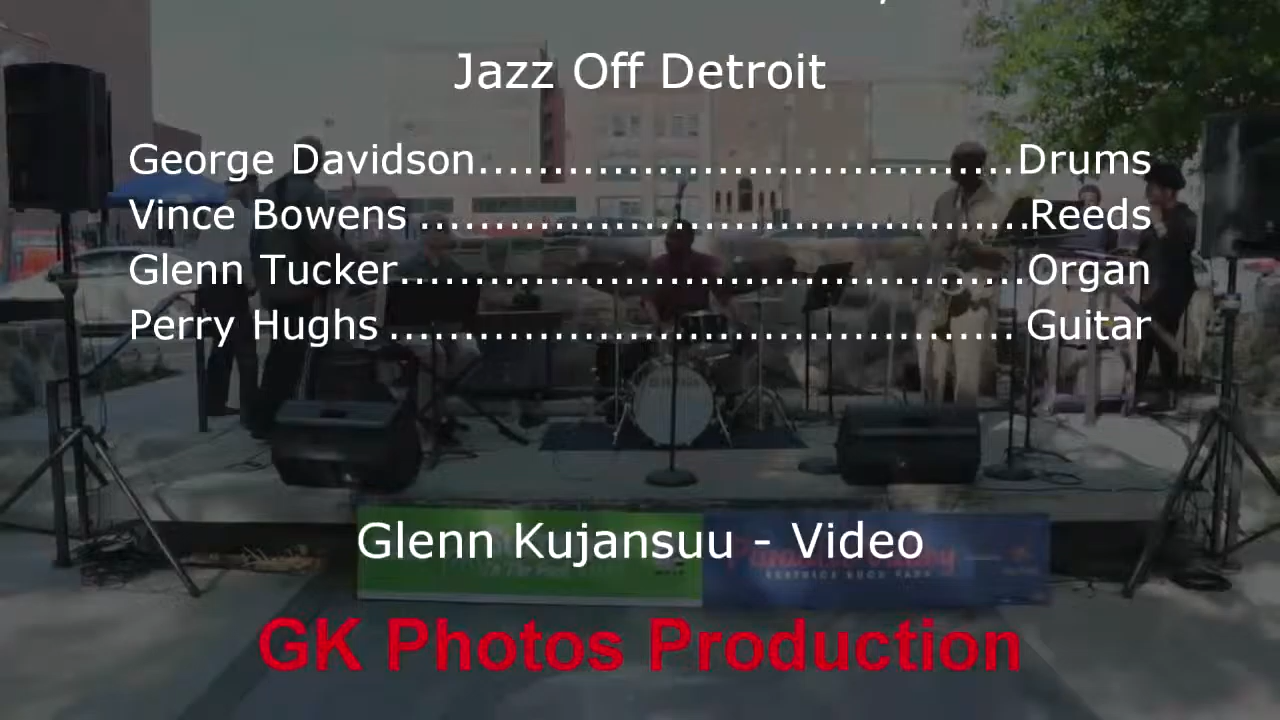 Jazz Off Detroit
George Davidson....................................Drums
Vince Bowens .........................................Reeds
Glenn Tucker..........................................Organ
Perry Hughs .......................................... Guitar
Glenn Kujansuu - Video
GK Photos Production